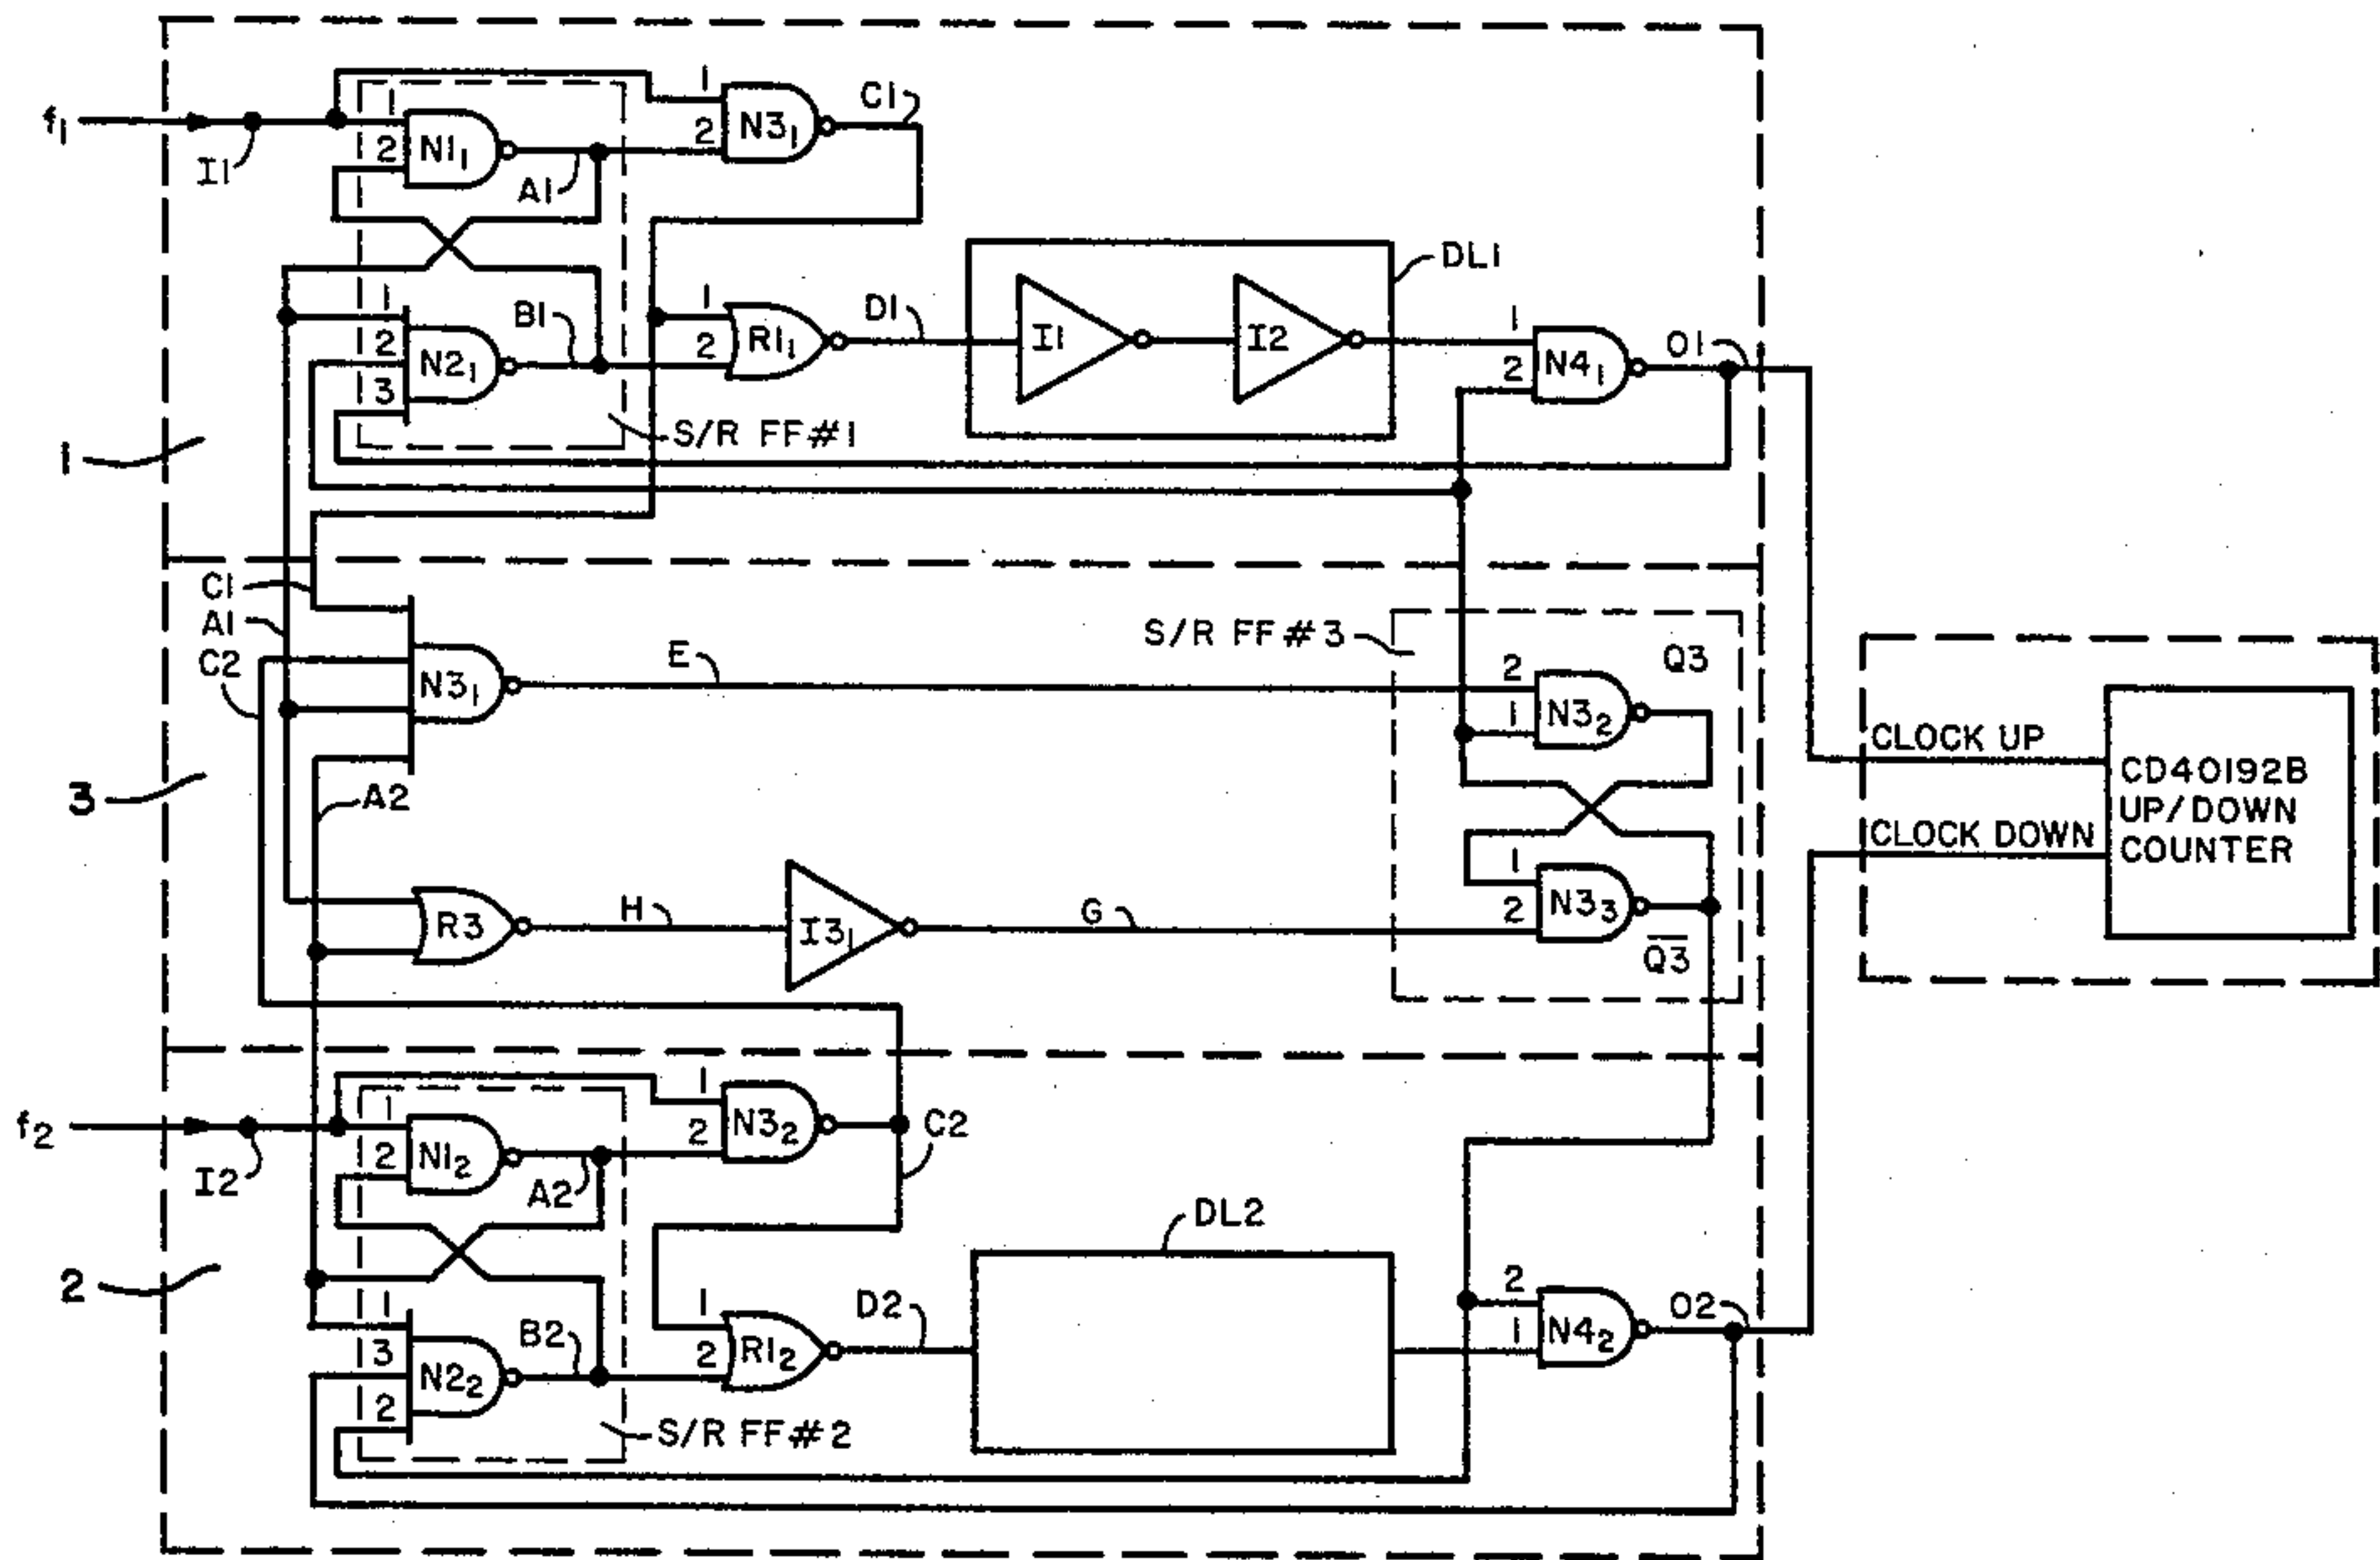 f₁
I1
1
2
N1₁
A1
1
2
N3₁
C1
1
2
3
N2₁
B1
S/R FF#1
1
2
R1₁
D1
I1
I2
DL1
1
2
N4₁
O1
1
C1
A1
C2
N3₁
E
S/R FF#3
2
1
N3₂
Q3
3
A2
R3
H
I3₁
G
1
2
N3₃
Q̅3̅
CLOCK UP
CLOCK DOWN
CD40192B
UP/DOWN
COUNTER
f₂
I2
1
2
N1₂
A2
1
2
N3₂
C2
2
1
3
2
N2₂
B2
S/R FF#2
1
2
R1₂
D2
DL2
2
1
N4₂
O2